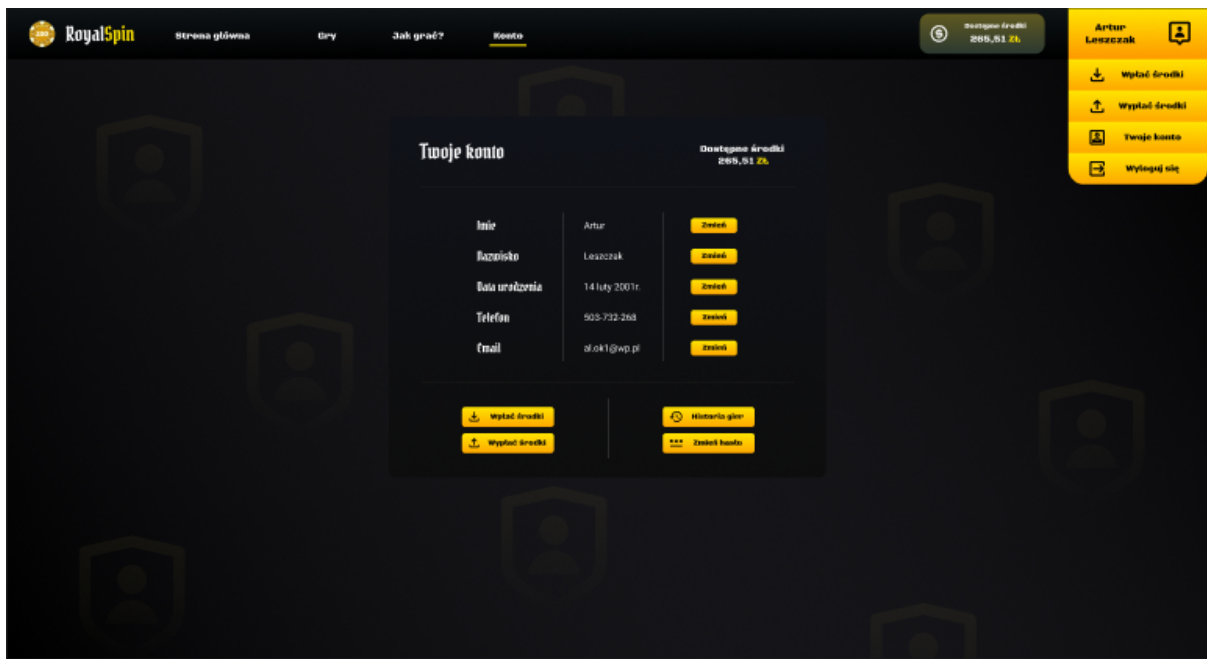 RoyalSpin
Strona główna
Gry
Jak grać?
Konto
Dostępne środki
265,51 ZŁ
Artur
Leszczak
Wpłać środki
Wypłać środki
Twoje konto
Wyloguj się
Twoje konto
Dostępne środki
265,51 ZŁ
Imie Artur Zmień
Nazwisko Leszczak Zmień
Data urodzenia 14 luty 2001r. Zmień
Telefon 503-732-268 Zmień
Email al.ok1@wp.pl Zmień
Wpłać środki
Wypłać środki
Historia gier
Zmień hasło